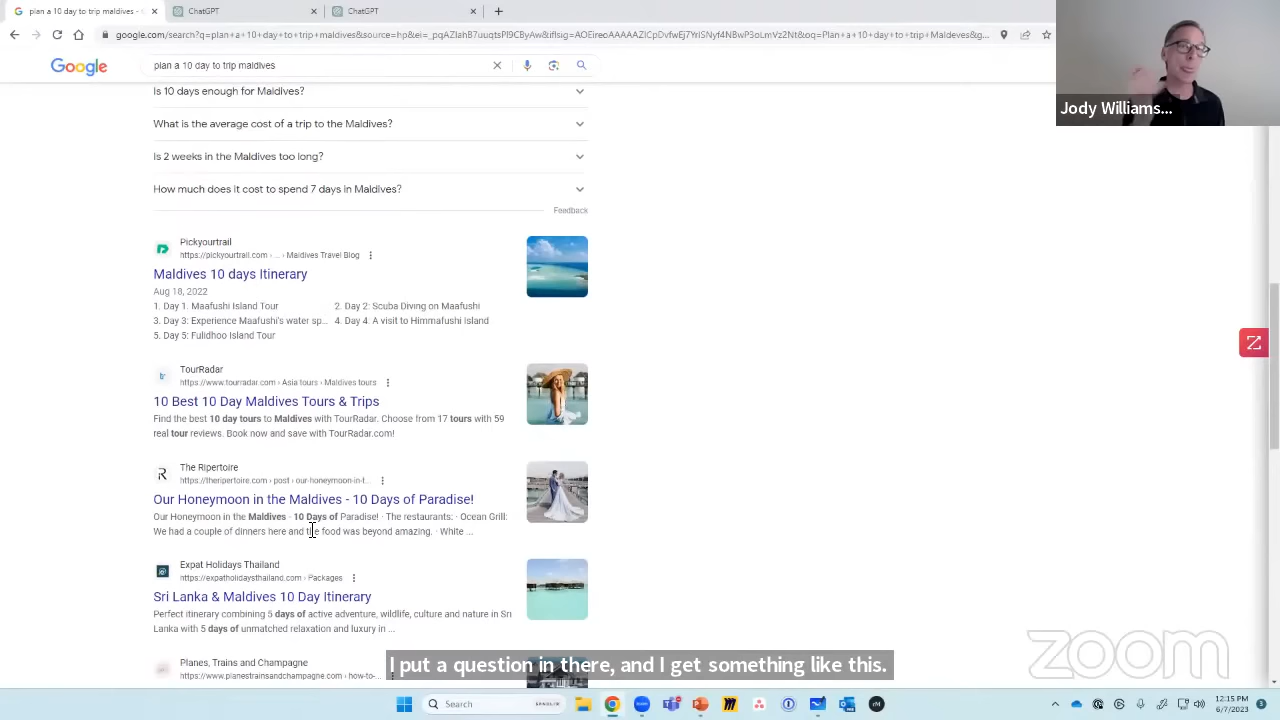 plan a 10 day to trip maldives -
ChatGPT
ChatGPT
Jody Williams...
Google
plan a 10 day to trip maldives
Is 10 days enough for Maldives?
What is the average cost of a trip to the Maldives?
Is 2 weeks in the Maldives too long?
How much does it cost to spend 7 days in Maldives?
Feedback
Pickyourtrail
https://pickyourtrail.com › ... › Maldives Travel Blog
Maldives 10 days Itinerary
Aug 18, 2022
1. Day 1. Maafushi Island Tour
2. Day 2: Scuba Diving on Maafushi
3. Day 3: Experience Maafushi's water sp...
4. Day 4: A visit to Himmafushi Island
5. Day 5: Fulidhoo Island Tour
TourRadar
https://www.tourradar.com › Asia tours › Maldives tours
10 Best 10 Day Maldives Tours & Trips
Find the best 10 day tours to Maldives with TourRadar. Choose from 17 tours with 59
real tour reviews. Book now and save with TourRadar.com!
The Ripertoire
https://theripertoire.com › post › our-honeymoon-in-t...
Our Honeymoon in the Maldives - 10 Days of Paradise!
Our Honeymoon in the Maldives - 10 Days of Paradise! · The restaurants: · Ocean Grill:
We had a couple of dinners here and the food was beyond amazing. · White ...
Expat Holidays Thailand
https://expatholidaysthailand.com › Packages
Sri Lanka & Maldives 10 Day Itinerary
Perfect itinerary combining 5 days of active adventure, wildlife, culture and nature in Sri
Lanka with 5 days of unmatched relaxation and luxury in ...
Planes, Trains and Champagne
https://www.planestrainsandchampagne.com › how-to-...
I put a question in there, and I get something like this.
zoom
Search
12:15 PM
6/7/2023